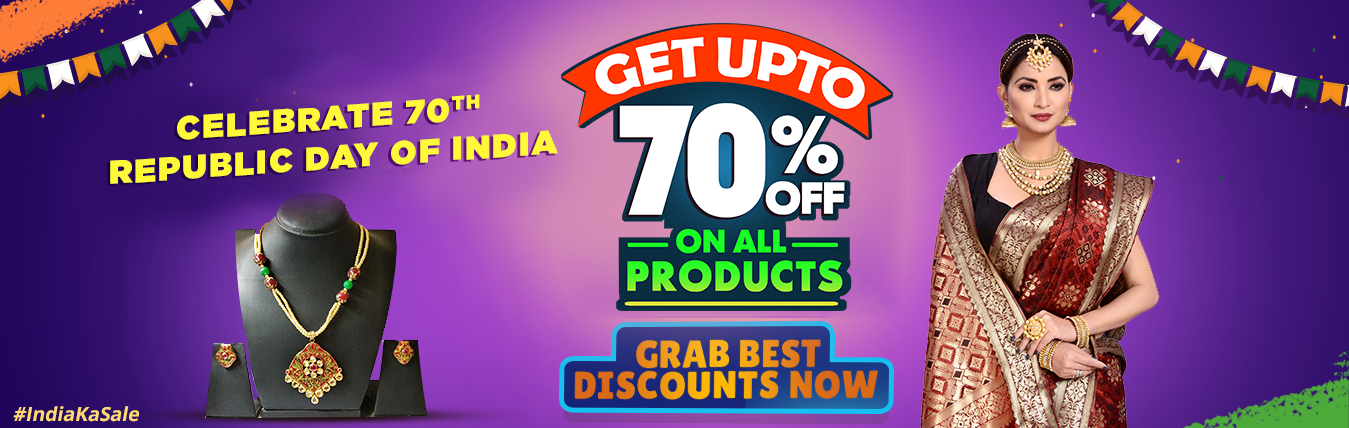 CELEBRATE 70TH
REPUBLIC DAY OF INDIA
GET UPTO
70% OFF
ON ALL
PRODUCTS
GRAB BEST
DISCOUNTS NOW
#IndiaKaSale